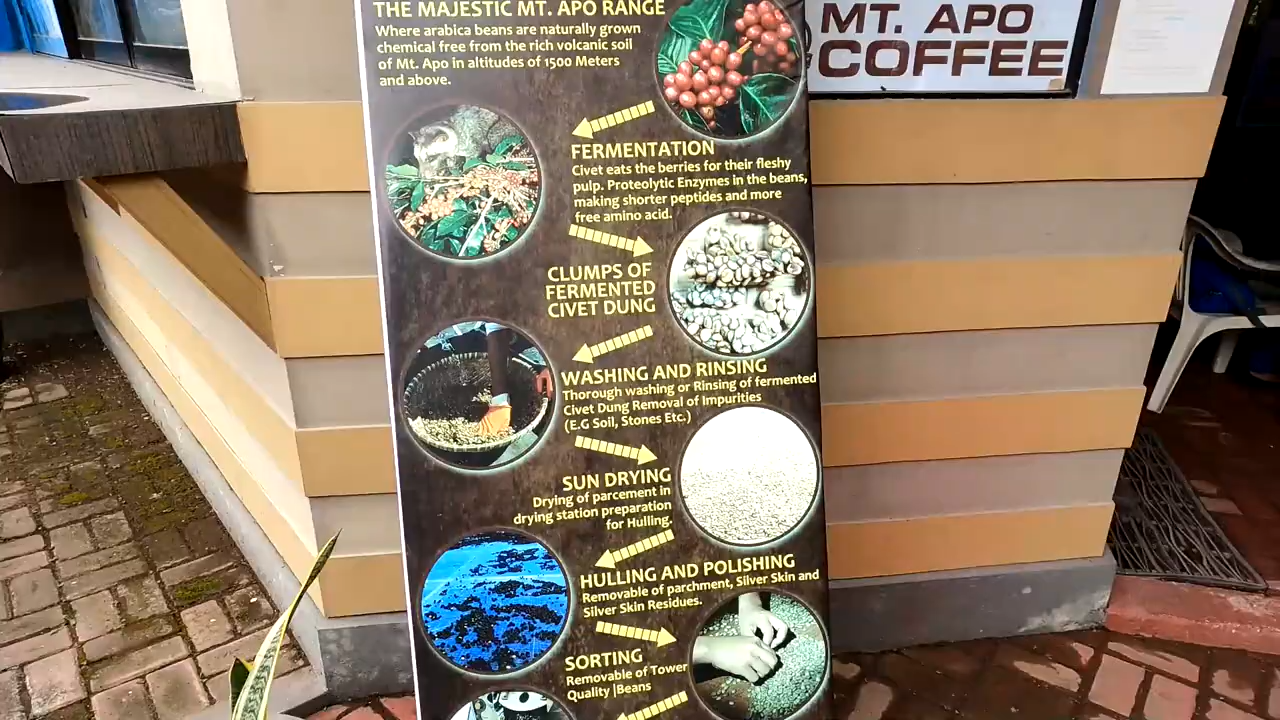 THE MAJESTIC MT. APO RANGE
Where arabica beans are naturally grown
chemical free from the rich volcanic soil
of Mt. Apo in altitudes of 1500 Meters
and above.
MT. APO
COFFEE
FERMENTATION
Civet eats the berries for their fleshy
pulp. Proteolytic Enzymes in the beans,
making shorter peptides and more
free amino acid.
CLUMPS OF
FERMENTED
CIVET DUNG
WASHING AND RINSING
Thorough washing or Rinsing of fermented
Civet Dung Removal of Impurities
(E.G Soil, Stones Etc.)
SUN DRYING
Drying of parcement in
drying station preparation
for Hulling.
HULLING AND POLISHING
Removable of parchment, Silver Skin and
Silver Skin Residues.
SORTING
Removable of Tower
Quality |Beans